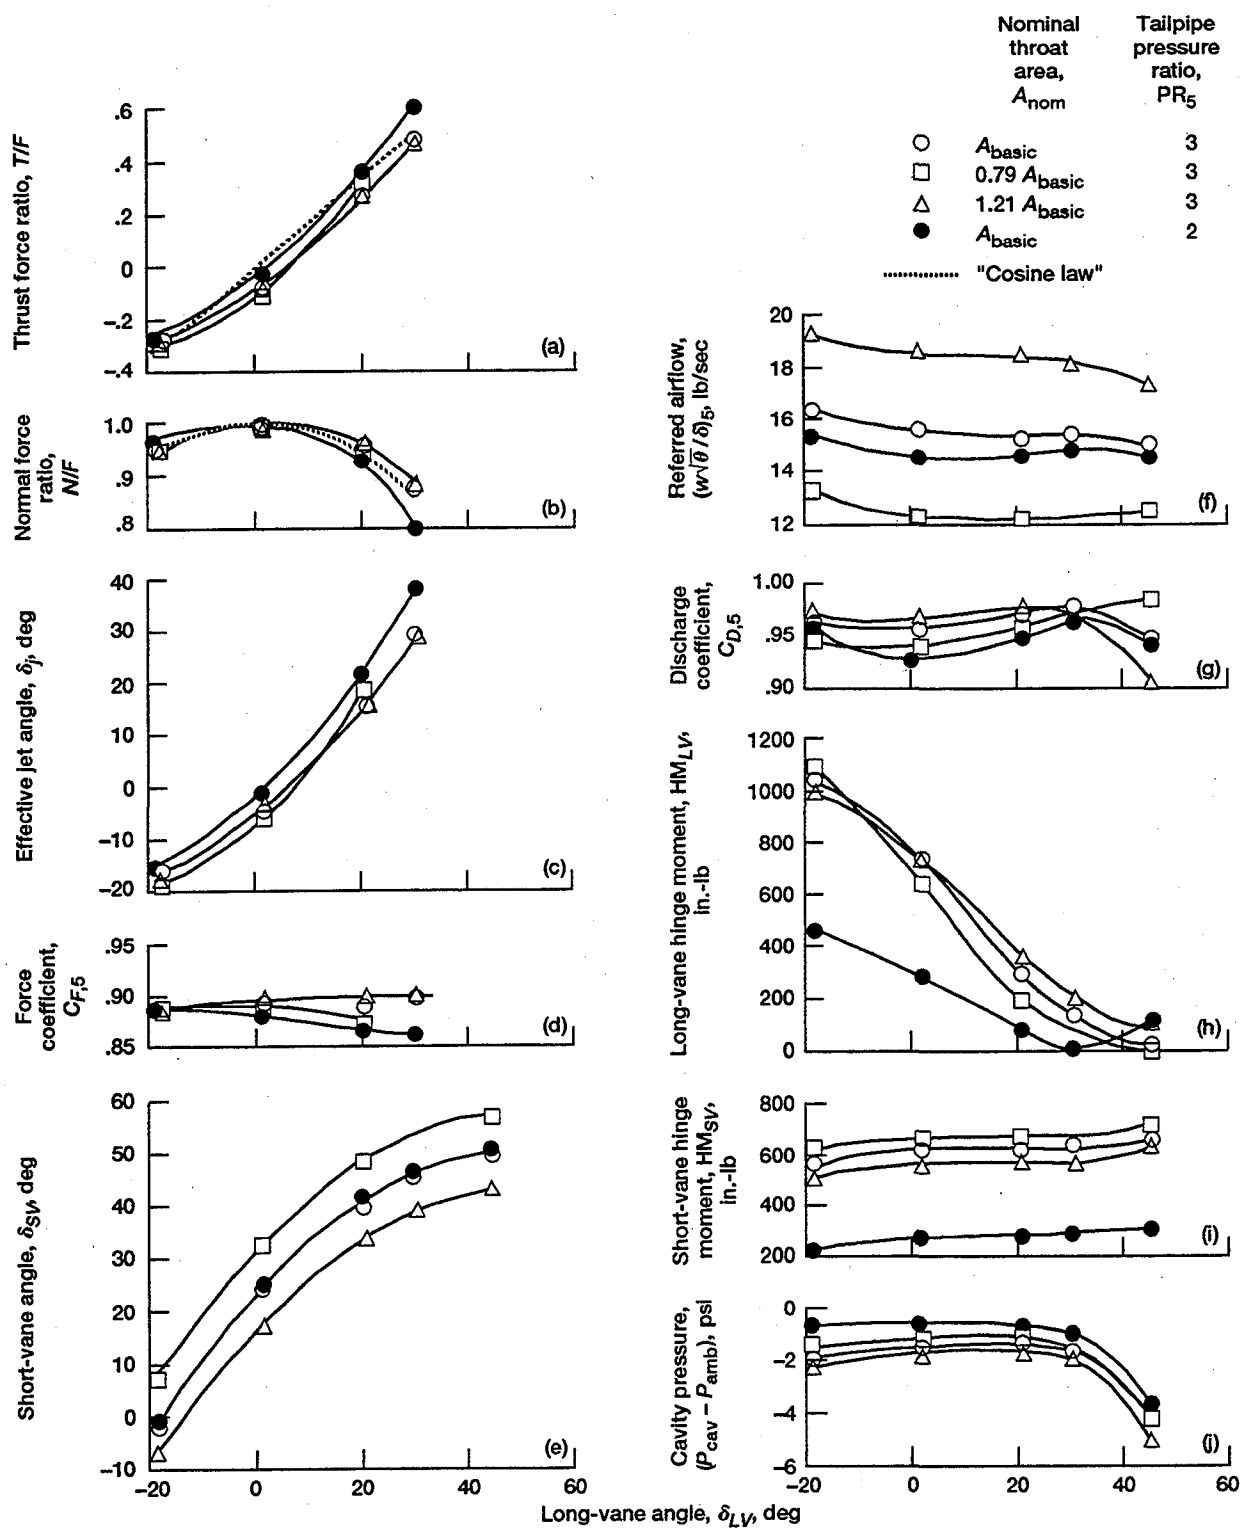 Nominal throat area, A_nom
Tailpipe pressure ratio, PR_5
A_basic 3
0.79 A_basic 3
1.21 A_basic 3
A_basic 2
"Cosine law"
Thrust force ratio, T/F
.6
.4
.2
0
-.2
-.4
(a)
Normal force ratio, N/F
1.0
.9
.8
(b)
Effective jet angle, δ_j, deg
40
30
20
10
0
-10
-20
(c)
Force coefficient, C_F,5
.95
.90
.85
(d)
Short-vane angle, δ_SV, deg
60
50
40
30
20
10
0
-10
(e)
-20 0 20 40 60
Referred airflow, (w√θ/δ)_5, lb/sec
20
18
16
14
12
(f)
Discharge coefficient, C_D,5
1.00
.95
.90
(g)
Long-vane hinge moment, HM_LV, in.-lb
1200
1000
800
600
400
200
0
(h)
Short-vane hinge moment, HM_SV, in.-lb
800
600
400
200
(i)
Cavity pressure, (P_cav – P_amb), psi
0
-2
-4
-6
(j)
-20 0 20 40 60
Long-vane angle, δ_LV, deg